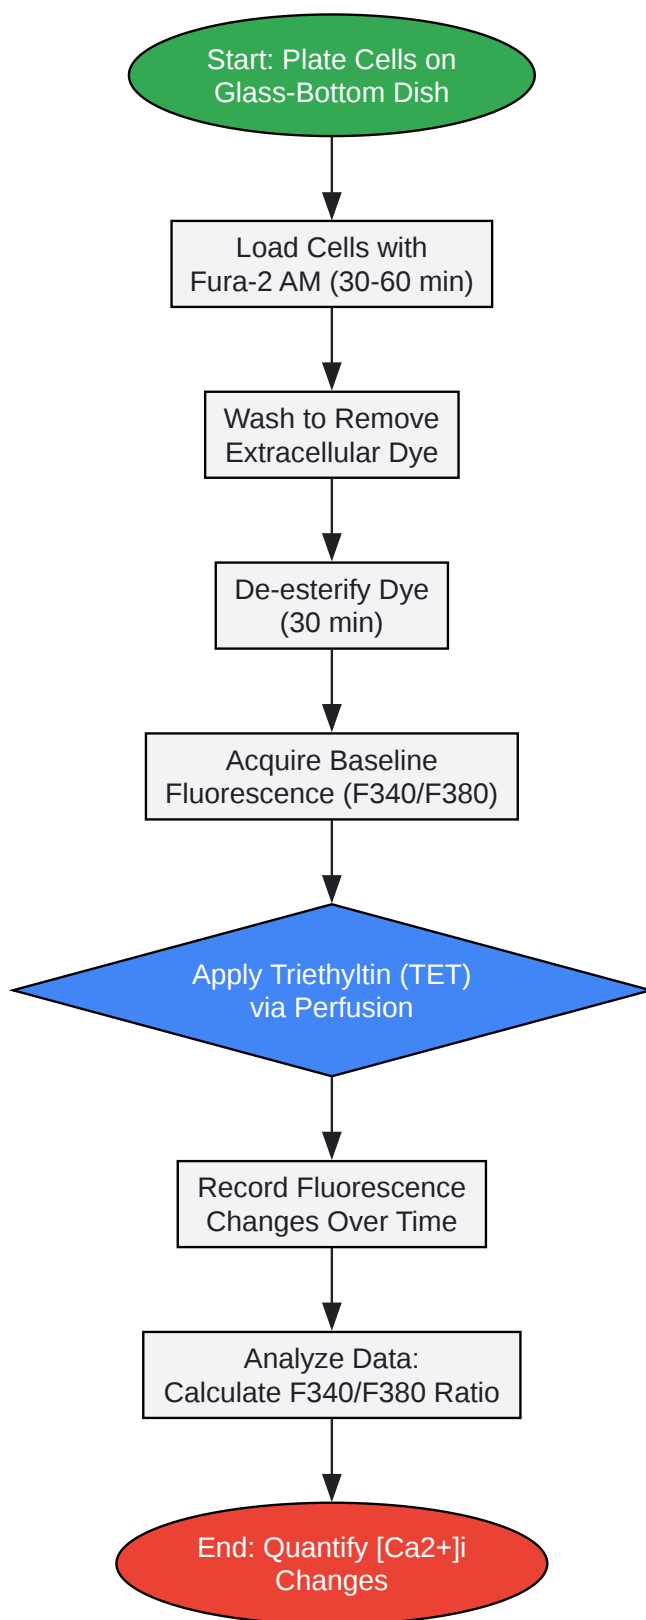 Start: Plate Cells on
Glass-Bottom Dish
Load Cells with
Fura-2 AM (30-60 min)
Wash to Remove
Extracellular Dye
De-esterify Dye
(30 min)
Acquire Baseline
Fluorescence (F340/F380)
Apply Triethyltin (TET)
via Perfusion
Record Fluorescence
Changes Over Time
Analyze Data:
Calculate F340/F380 Ratio
End: Quantify [Ca2+]i
Changes